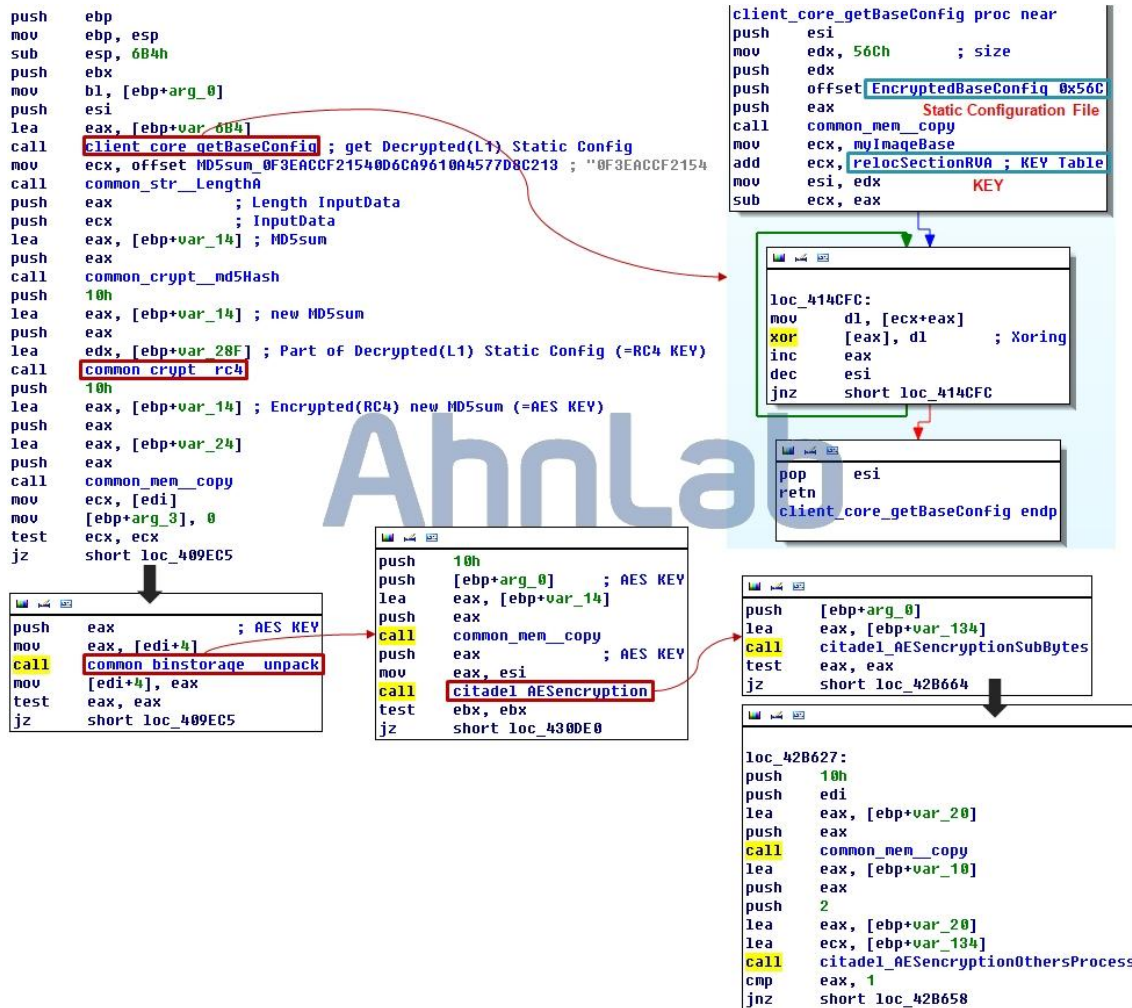 push ebp
mov ebp, esp
sub esp, 6B4h
push ebx
mov bl, [ebp+arg_0]
push esi
lea eax, [ebp+var_6B4]
call client_core_getBaseConfig ; get Decrypted(L1) Static Config
mov ecx, offset MD5sum_0F3EACCF21540D6CA9610A4577D8C213 ; "0F3EACCF2154
call common_str__LengthA
push eax ; Length InputData
push ecx ; InputData
lea eax, [ebp+var_14] ; MD5sum
push eax
call common_crypt__md5Hash
push 10h
lea eax, [ebp+var_14] ; new MD5sum
push eax
lea edx, [ebp+var_28F] ; Part of Decrypted(L1) Static Config (=RC4 KEY)
call common_crypt__rc4
push 10h
lea eax, [ebp+var_14] ; Encrypted(RC4) new MD5sum (=AES KEY)
push eax
lea eax, [ebp+var_24]
push eax
call common_mem__copy
mov ecx, [edi]
mov [ebp+arg_3], 0
test ecx, ecx
jz short loc_409EC5
push eax ; AES KEY
mov eax, [edi+4]
call common_binstorage__unpack
mov [edi+4], eax
test eax, eax
jz short loc_409EC5
push 10h
push [ebp+arg_0] ; AES KEY
lea eax, [ebp+var_14]
push eax
call common_mem__copy
push eax ; AES KEY
mov eax, esi
call citadel_AESencryption
test ebx, ebx
jz short loc_430DE0
client_core_getBaseConfig proc near
push esi
mov edx, 56Ch ; size
push edx
push offset EncryptedBaseConfig 0x56C
Static Configuration File
push eax
call common_mem__copy
mov ecx, myImageBase
add ecx, relocSectionRVA ; KEY Table
mov esi, edx
KEY
sub ecx, eax
loc_414CFC:
mov dl, [ecx+eax]
xor [eax], dl ; Xoring
inc eax
dec esi
jnz short loc_414CFC
pop esi
retn
client_core_getBaseConfig endp
push [ebp+arg_0]
lea eax, [ebp+var_134]
call citadel_AESencryptionSubBytes
test eax, eax
jz short loc_42B664
loc_42B627:
push 10h
push edi
lea eax, [ebp+var_20]
push eax
call common_mem__copy
lea eax, [ebp+var_10]
push eax
push 2
lea eax, [ebp+var_20]
lea ecx, [ebp+var_134]
call citadel_AESencryptionOthersProcess
cmp eax, 1
jnz short loc_42B658
AhnLab